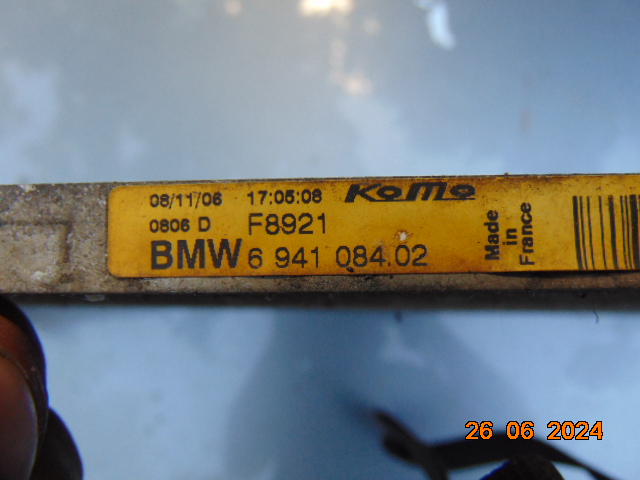 08/11/06 17:05:08 KOMO
0806 D F8921
BMW 6 941 084.02
Made
in
France
26 06 2024